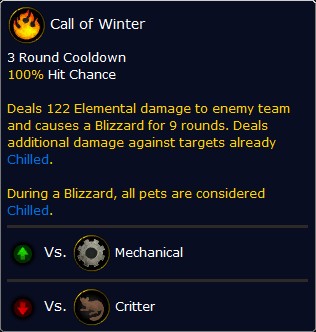 Call of Winter
3 Round Cooldown
100% Hit Chance
Deals 122 Elemental damage to enemy team
and causes a Blizzard for 9 rounds. Deals
additional damage against targets already
Chilled.
During a Blizzard, all pets are considered
Chilled.
Vs. Mechanical
Vs. Critter